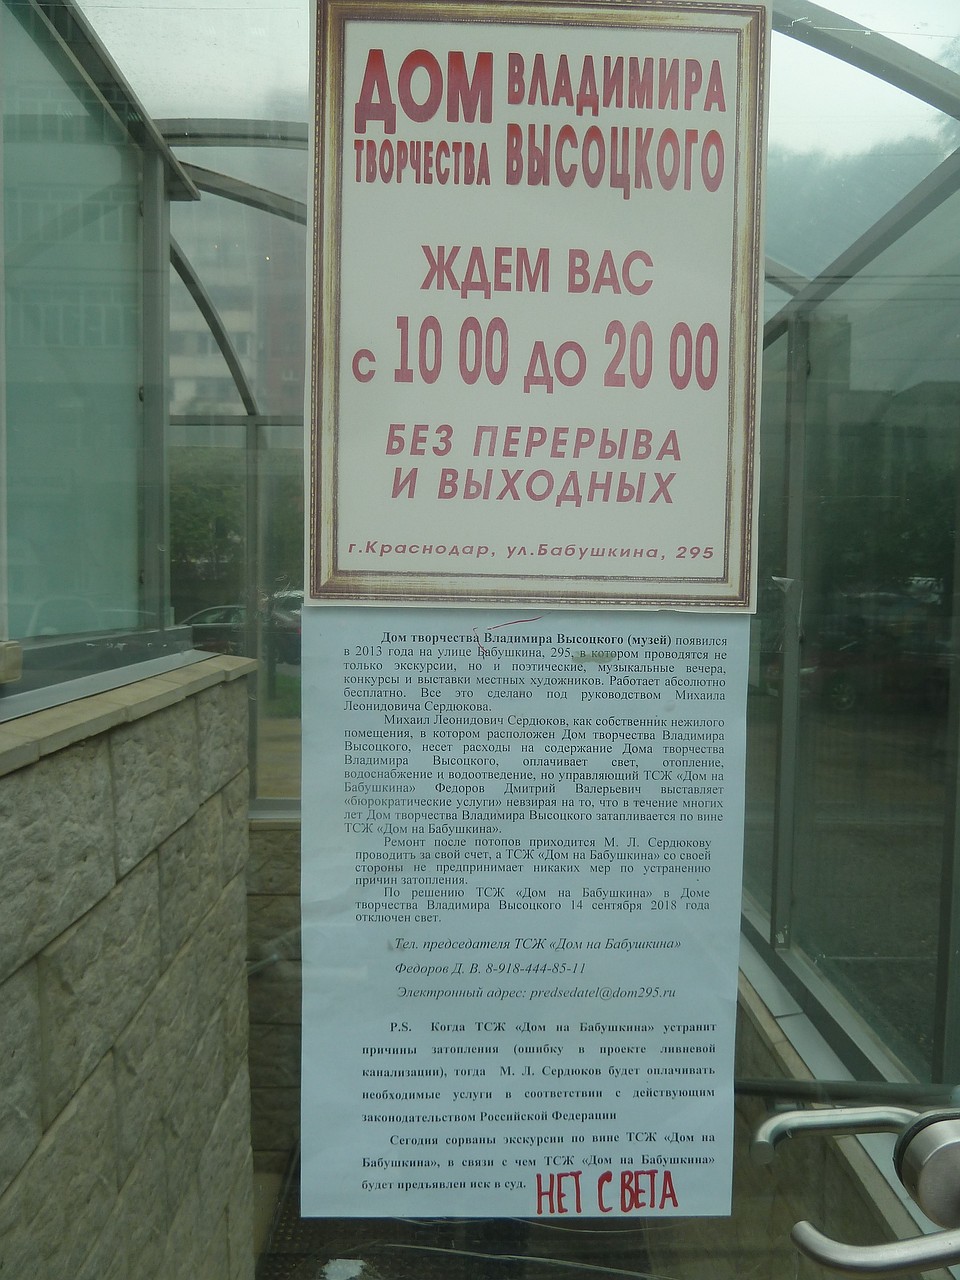 ДОМ ВЛАДИМИРА
ТВОРЧЕСТВА ВЫСОЦКОГО
ЖДЕМ ВАС
с 10 00 до 20 00
БЕЗ ПЕРЕРЫВА
И ВЫХОДНЫХ
г.Краснодар, ул.Бабушкина, 295
Дом творчества Владимира Высоцкого (музей) появился
в 2013 года на улице Бабушкина, 295, в котором проводятся не
только экскурсии, но и поэтические, музыкальные вечера,
конкурсы и выставки местных художников. Работает абсолютно
бесплатно. Все это сделано под руководством Михаила
Леонидовича Сердюкова.
Михаил Леонидович Сердюков, как собственник нежилого
помещения, в котором расположен Дом творчества Владимира
Высоцкого, несет расходы на содержание Дома творчества
Владимира Высоцкого, оплачивает свет, отопление,
водоснабжение и водоотведение, но управляющий ТСЖ «Дом на
Бабушкина» Федоров Дмитрий Валерьевич выставляет
«бюрократические услуги» невзирая на то, что в течение многих
лет Дом творчества Владимира Высоцкого затапливается по вине
ТСЖ «Дом на Бабушкина».
Ремонт после потопов приходится М. Л. Сердюкову
проводить за свой счет, а ТСЖ «Дом на Бабушкина» со своей
стороны не предпринимает никаких мер по устранению
причин затопления.
По решению ТСЖ «Дом на Бабушкина» в Доме
творчества Владимира Высоцкого 14 сентября 2018 года
отключен свет.
Тел. председателя ТСЖ «Дом на Бабушкина»
Федоров Д. В. 8-918-444-85-11
Электронный адрес: predsedatel@dom295.ru
P.S. Когда ТСЖ «Дом на Бабушкина» устранит
причины затопления (ошибку в проекте ливневой
канализации), тогда М. Л. Сердюков будет оплачивать
необходимые услуги в соответствии с действующим
законодательством Российской Федерации
Сегодня сорваны экскурсии по вине ТСЖ «Дом на
Бабушкина», в связи с чем ТСЖ «Дом на Бабушкина»
будет предъявлен иск в суд. НЕТ СВЕТА